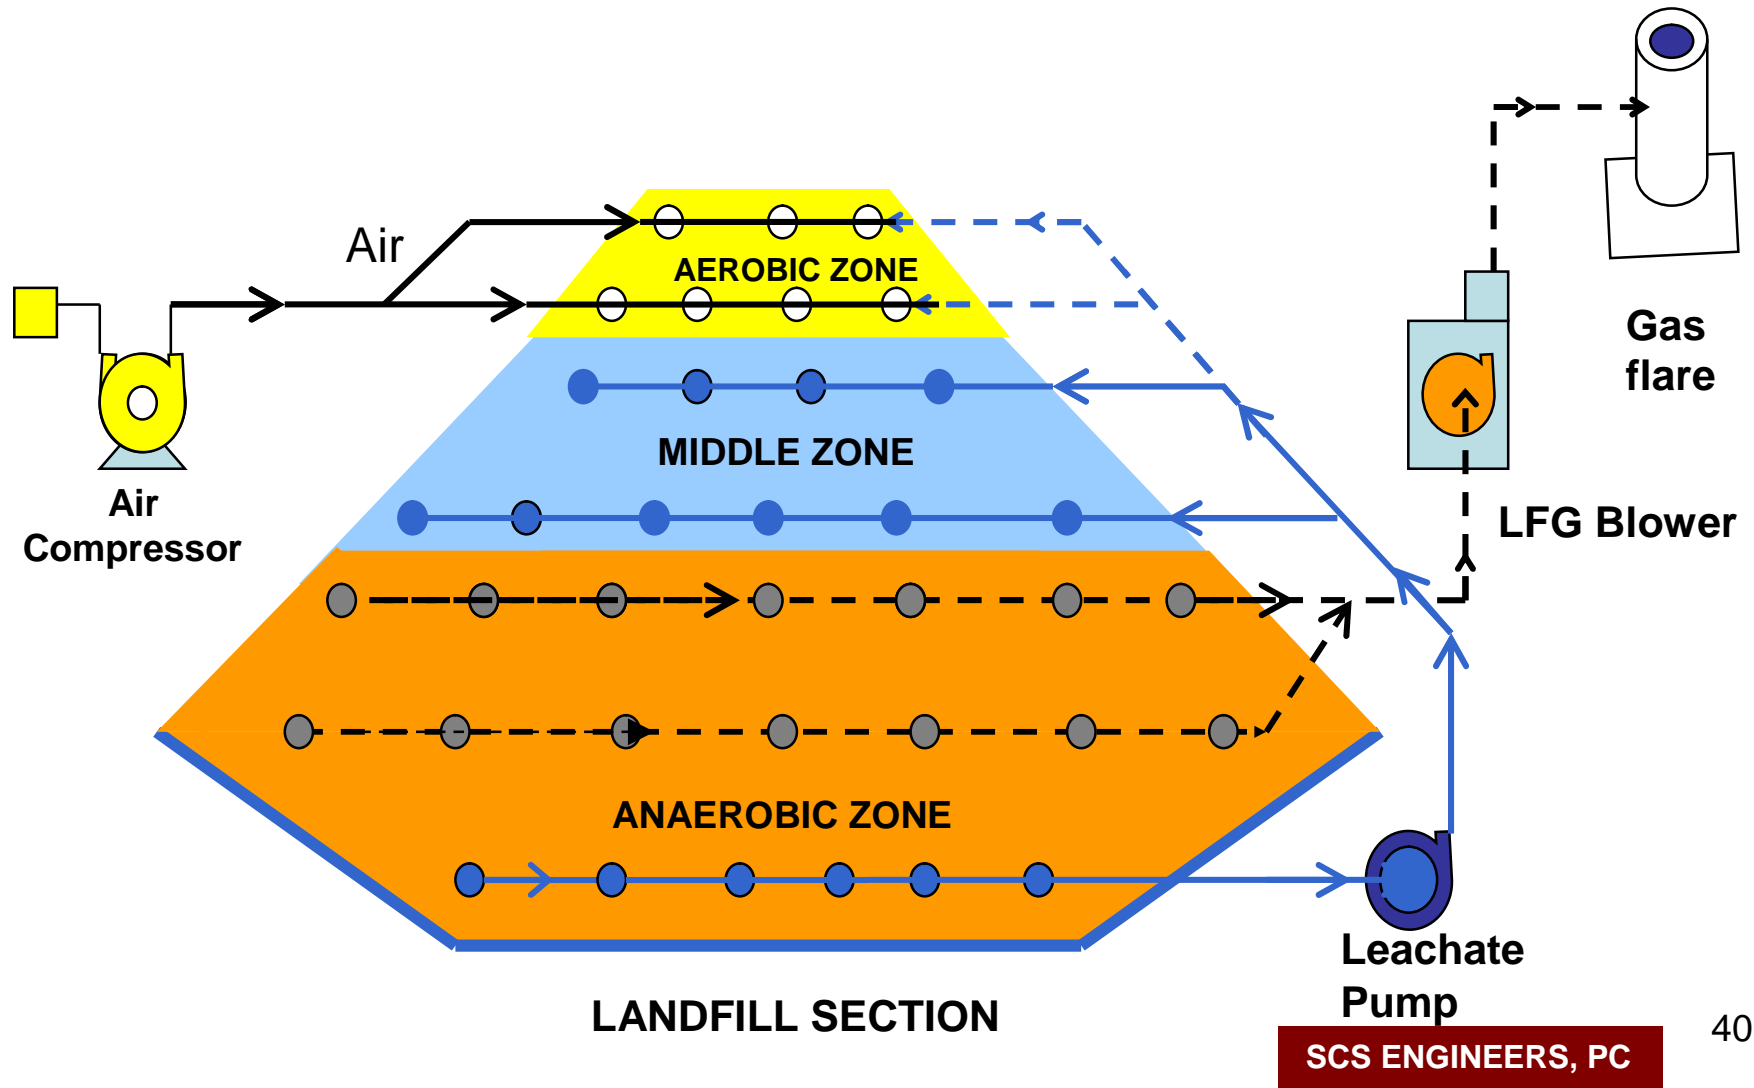 Air
AEROBIC ZONE
Gas
flare
MIDDLE ZONE
Air
Compressor
LFG Blower
ANAEROBIC ZONE
Leachate
Pump
LANDFILL SECTION
SCS ENGINEERS, PC
40